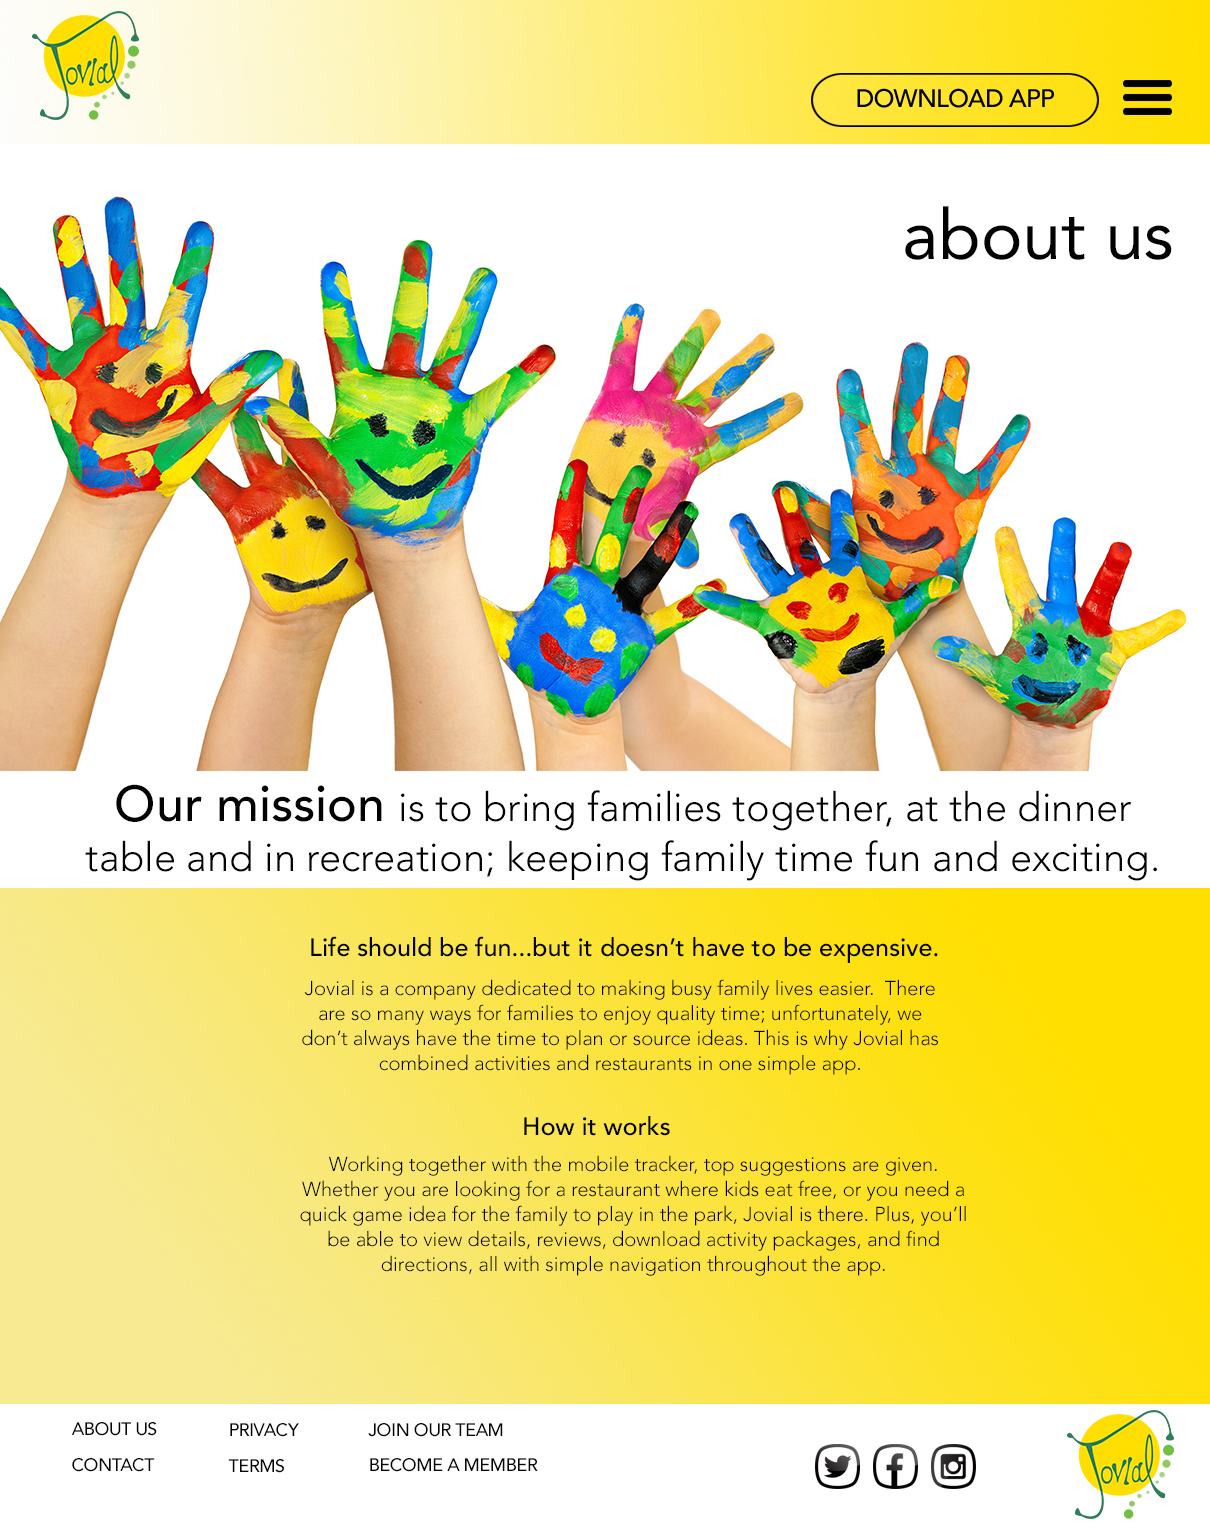 Jovial
DOWNLOAD APP
about us
Our mission is to bring families together, at the dinner
table and in recreation; keeping family time fun and exciting.
Life should be fun...but it doesn’t have to be expensive.
Jovial is a company dedicated to making busy family lives easier.  There
are so many ways for families to enjoy quality time; unfortunately, we
don’t always have the time to plan or source ideas. This is why Jovial has
combined activities and restaurants in one simple app.
How it works
Working together with the mobile tracker, top suggestions are given.
Whether you are looking for a restaurant where kids eat free, or you need a
quick game idea for the family to play in the park, Jovial is there. Plus, you’ll
be able to view details, reviews, download activity packages, and find
directions, all with simple navigation throughout the app.
ABOUT US
PRIVACY
JOIN OUR TEAM
CONTACT
TERMS
BECOME A MEMBER
Jovial